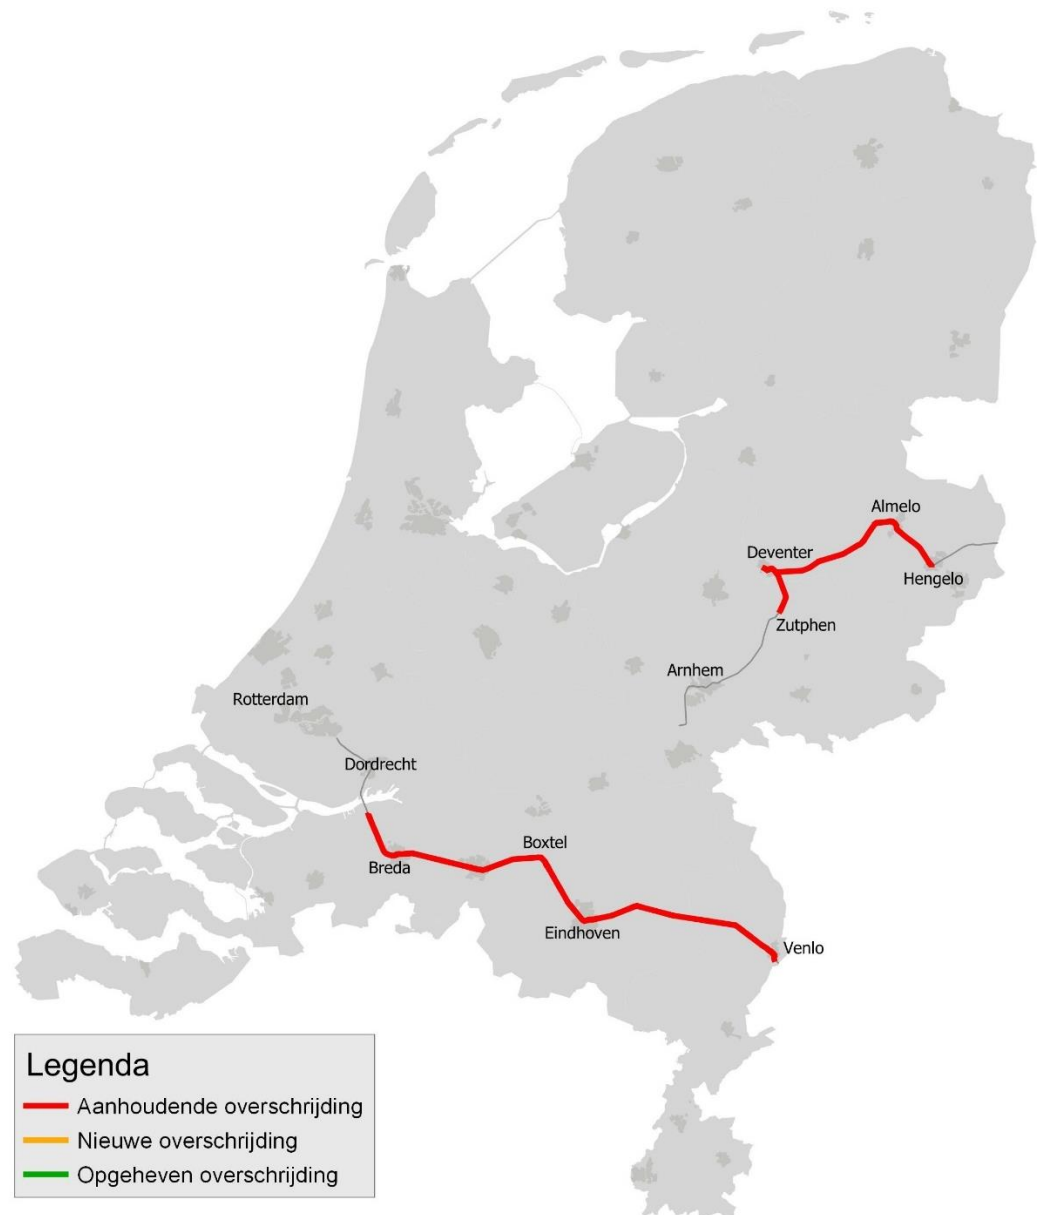 Almelo
Deventer
Hengelo
Zutphen
Arnhem
Rotterdam
Dordrecht
Boxtel
Breda
Eindhoven
Venlo
Legenda
Aanhoudende overschrijding
Nieuwe overschrijding
Opgeheven overschrijding